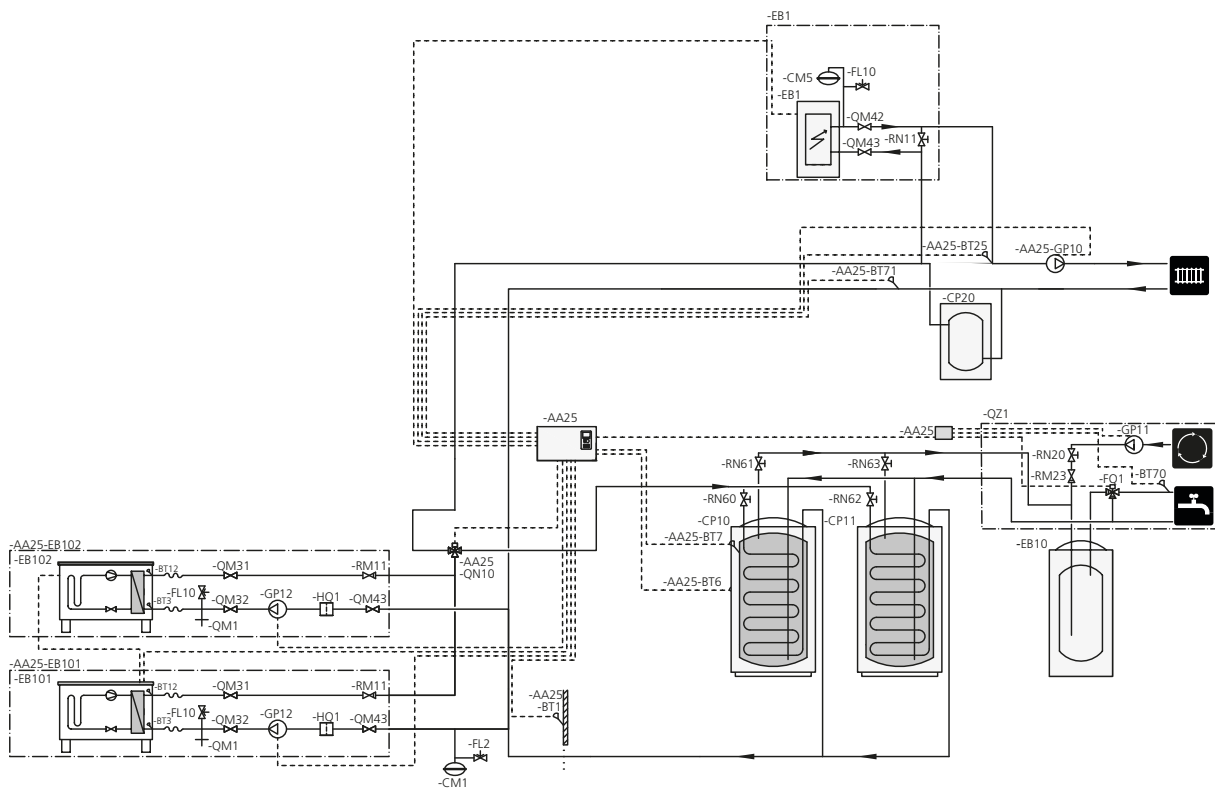 -EB1
-CM5
-FL10
-EB1
-QM42
-QM43
-RN11
-AA25-BT25
-AA25-GP10
-AA25-BT71
-CP20
-AA25
-AA25
-QZ1
-GP11
-RN20
-RM23
-FQ1
-BT70
-RN61
-RN63
-RN60
-RN62
-CP10
-CP11
-AA25-BT7
-AA25-BT6
-EB10
-AA25
-QN10
-AA25-EB102
-EB102
-BT12
-QM31
-RM11
-BT3
-FL10
-QM32
-GP12
-HQ1
-QM43
-QM1
-AA25-EB101
-EB101
-BT12
-QM31
-RM11
-BT3
-FL10
-QM32
-GP12
-HQ1
-QM43
-QM1
-AA25
-BT1
-FL2
-CM1